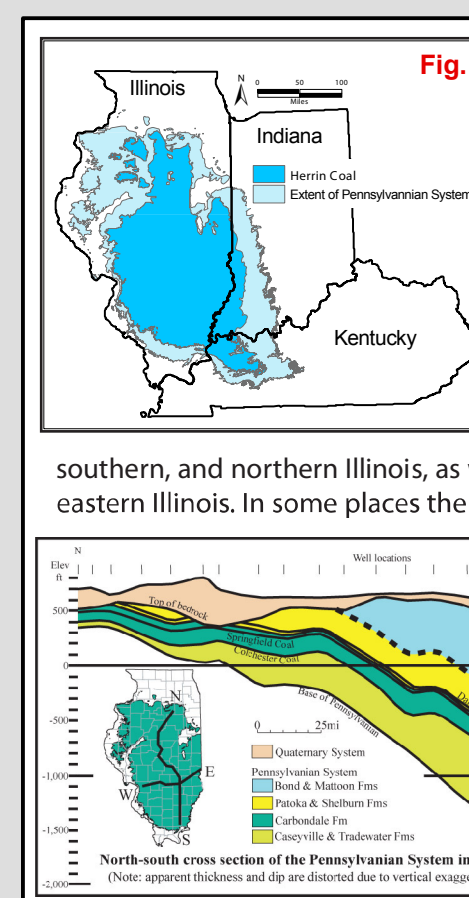 Fig.
Illinois
N
0 50 100
Miles
Indiana
Herrin Coal
Extent of Pennsylvannian System
Kentucky
southern, and northern Illinois, as
eastern Illinois. In some places the
N
Well locations
Elev
ft
500
0
-500
-1,000
-1,500
-2,000
Top of bedrock
Springfield Coal
Colchester Coal
Base of Pennsylvanian
N
E
W
S
0 25mi
Quaternary System
Pennsylvanian System
Bond & Mattoon Fms
Patoka & Shelburn Fms
Carbondale Fm
Caseyville & Tradewater Fms
North-south cross section of the Pennsylvanian System in
(Note: apparent thickness and dip are distorted due to vertical